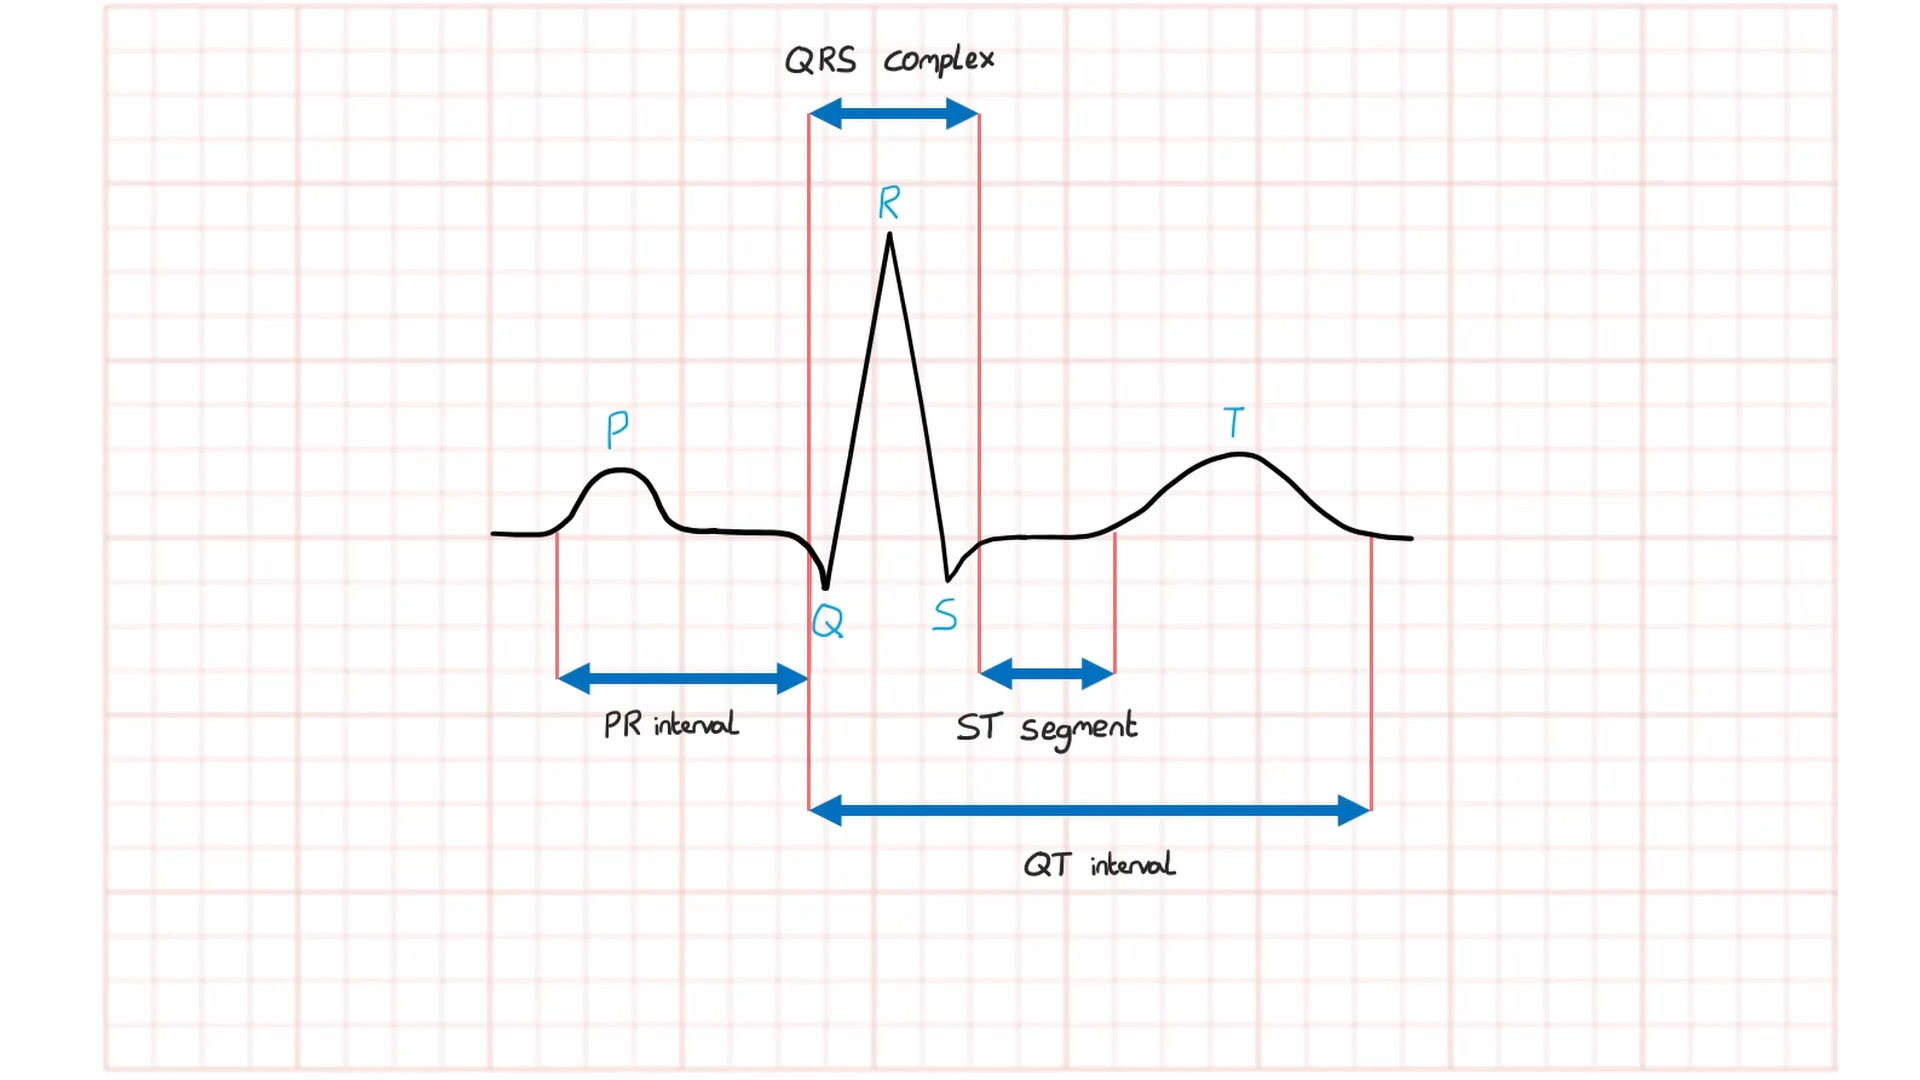 QRS complex
R
P
T
Q
S
PR interval
ST segment
QT interval